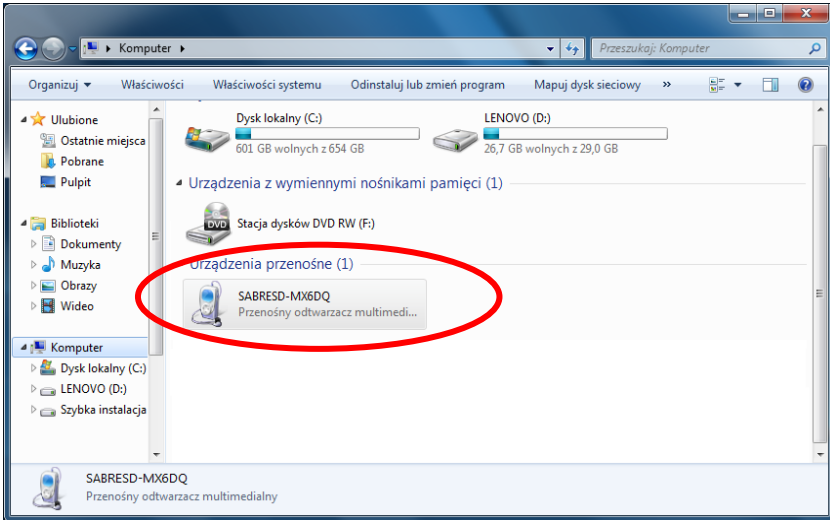 Komputer
Przeszukaj: Komputer
Organizuj Właściwości Właściwości systemu Odinstaluj lub zmień program Mapuj dysk sieciowy »
Ulubione
Ostatnie miejsca
Pobrane
Pulpit
Biblioteki
Dokumenty
Muzyka
Obrazy
Wideo
Komputer
Dysk lokalny (C:)
LENOVO (D:)
Szybka instalacja
Dysk lokalny (C:)
601 GB wolnych z 654 GB
LENOVO (D:)
26,7 GB wolnych z 29,0 GB
Urządzenia z wymiennymi nośnikami pamięci (1)
DVD
Stacja dysków DVD RW (F:)
Urządzenia przenośne (1)
SABRESD-MX6DQ
Przenośny odtwarzacz multimedi...
SABRESD-MX6DQ
Przenośny odtwarzacz multimedialny